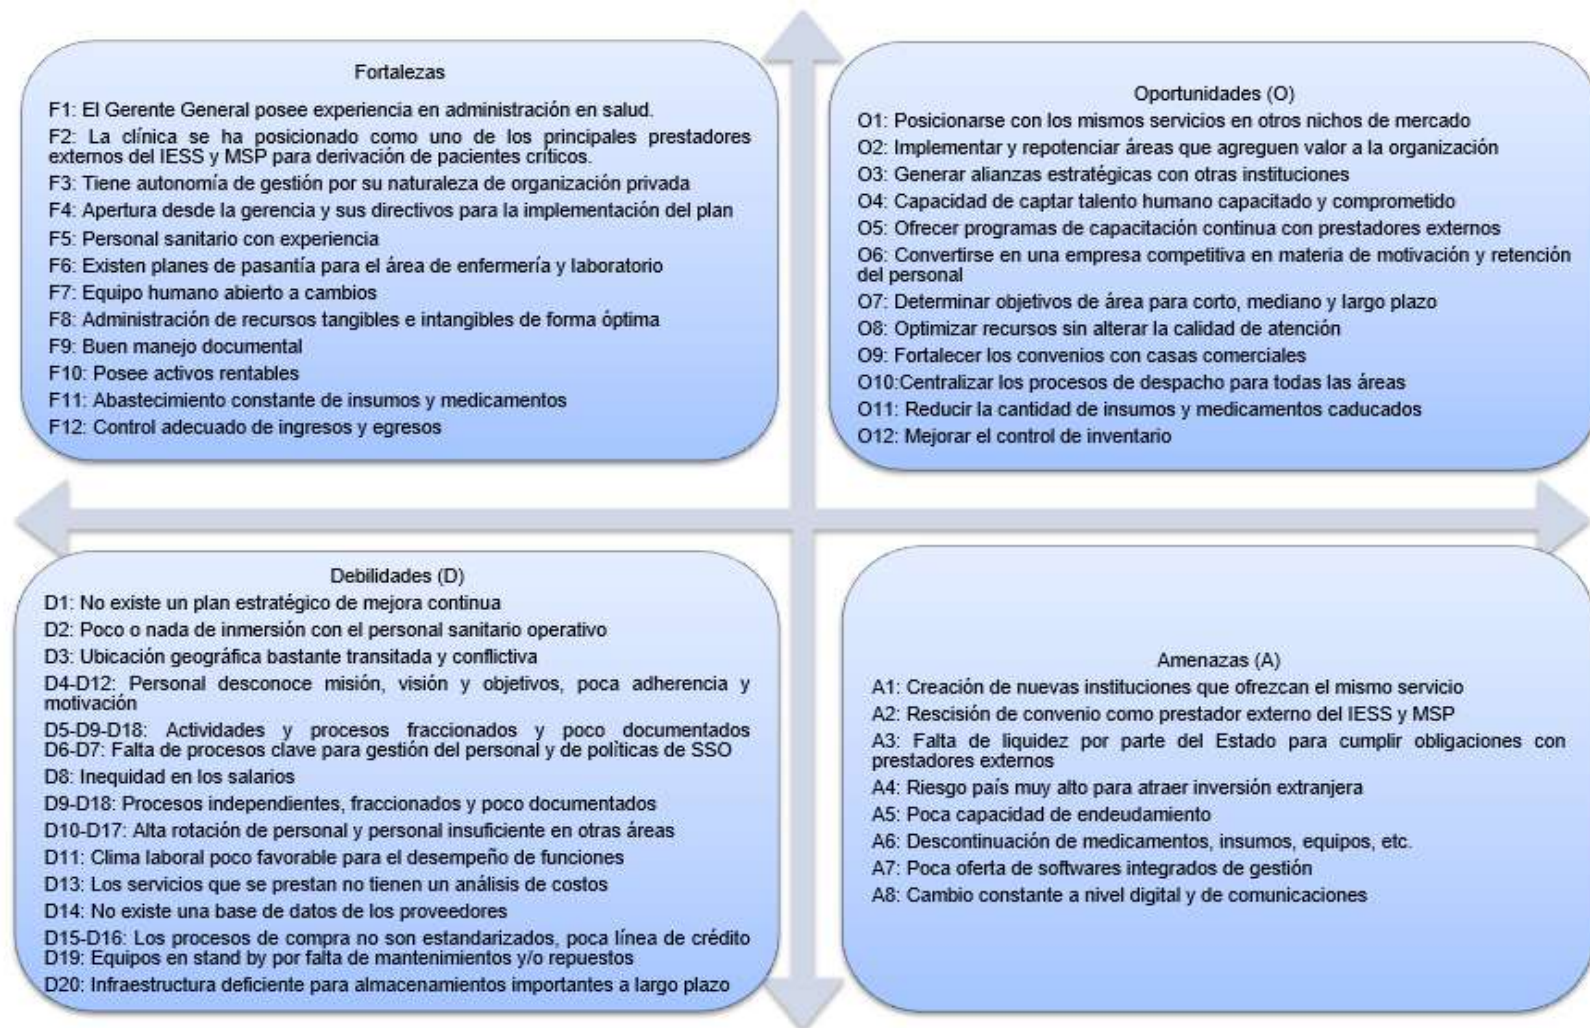 Fortalezas
F1: El Gerente General posee experiencia en administración en salud.
F2: La clínica se ha posicionado como uno de los principales prestadores
externos del IESS y MSP para derivación de pacientes críticos.
F3: Tiene autonomía de gestión por su naturaleza de organización privada
F4: Apertura desde la gerencia y sus directivos para la implementación del plan
F5: Personal sanitario con experiencia
F6: Existen planes de pasantía para el área de enfermería y laboratorio
F7: Equipo humano abierto a cambios
F8: Administración de recursos tangibles e intangibles de forma óptima
F9: Buen manejo documental
F10: Posee activos rentables
F11: Abastecimiento constante de insumos y medicamentos
F12: Control adecuado de ingresos y egresos
Oportunidades (O)
O1: Posicionarse con los mismos servicios en otros nichos de mercado
O2: Implementar y repotenciar áreas que agreguen valor a la organización
O3: Generar alianzas estratégicas con otras instituciones
O4: Capacidad de captar talento humano capacitado y comprometido
O5: Ofrecer programas de capacitación continua con prestadores externos
O6: Convertirse en una empresa competitiva en materia de motivación y retención
del personal
O7: Determinar objetivos de área para corto, mediano y largo plazo
O8: Optimizar recursos sin alterar la calidad de atención
O9: Fortalecer los convenios con casas comerciales
O10:Centralizar los procesos de despacho para todas las áreas
O11: Reducir la cantidad de insumos y medicamentos caducados
O12: Mejorar el control de inventario
Debilidades (D)
D1: No existe un plan estratégico de mejora continua
D2: Poco o nada de inmersión con el personal sanitario operativo
D3: Ubicación geográfica bastante transitada y conflictiva
D4-D12: Personal desconoce misión, visión y objetivos, poca adherencia y
motivación
D5-D9-D18: Actividades y procesos fraccionados y poco documentados
D6-D7: Falta de procesos clave para gestión del personal y de políticas de SSO
D8: Inequidad en los salarios
D9-D18: Procesos independientes, fraccionados y poco documentados
D10-D17: Alta rotación de personal y personal insuficiente en otras áreas
D11: Clima laboral poco favorable para el desempeño de funciones
D13: Los servicios que se prestan no tienen un análisis de costos
D14: No existe una base de datos de los proveedores
D15-D16: Los procesos de compra no son estandarizados, poca línea de crédito
D19: Equipos en stand by por falta de mantenimientos y/o repuestos
D20: Infraestructura deficiente para almacenamientos importantes a largo plazo
Amenazas (A)
A1: Creación de nuevas instituciones que ofrezcan el mismo servicio
A2: Rescisión de convenio como prestador externo del IESS y MSP
A3: Falta de liquidez por parte del Estado para cumplir obligaciones con
prestadores externos
A4: Riesgo país muy alto para atraer inversión extranjera
A5: Poca capacidad de endeudamiento
A6: Descontinuación de medicamentos, insumos, equipos, etc.
A7: Poca oferta de softwares integrados de gestión
A8: Cambio constante a nivel digital y de comunicaciones